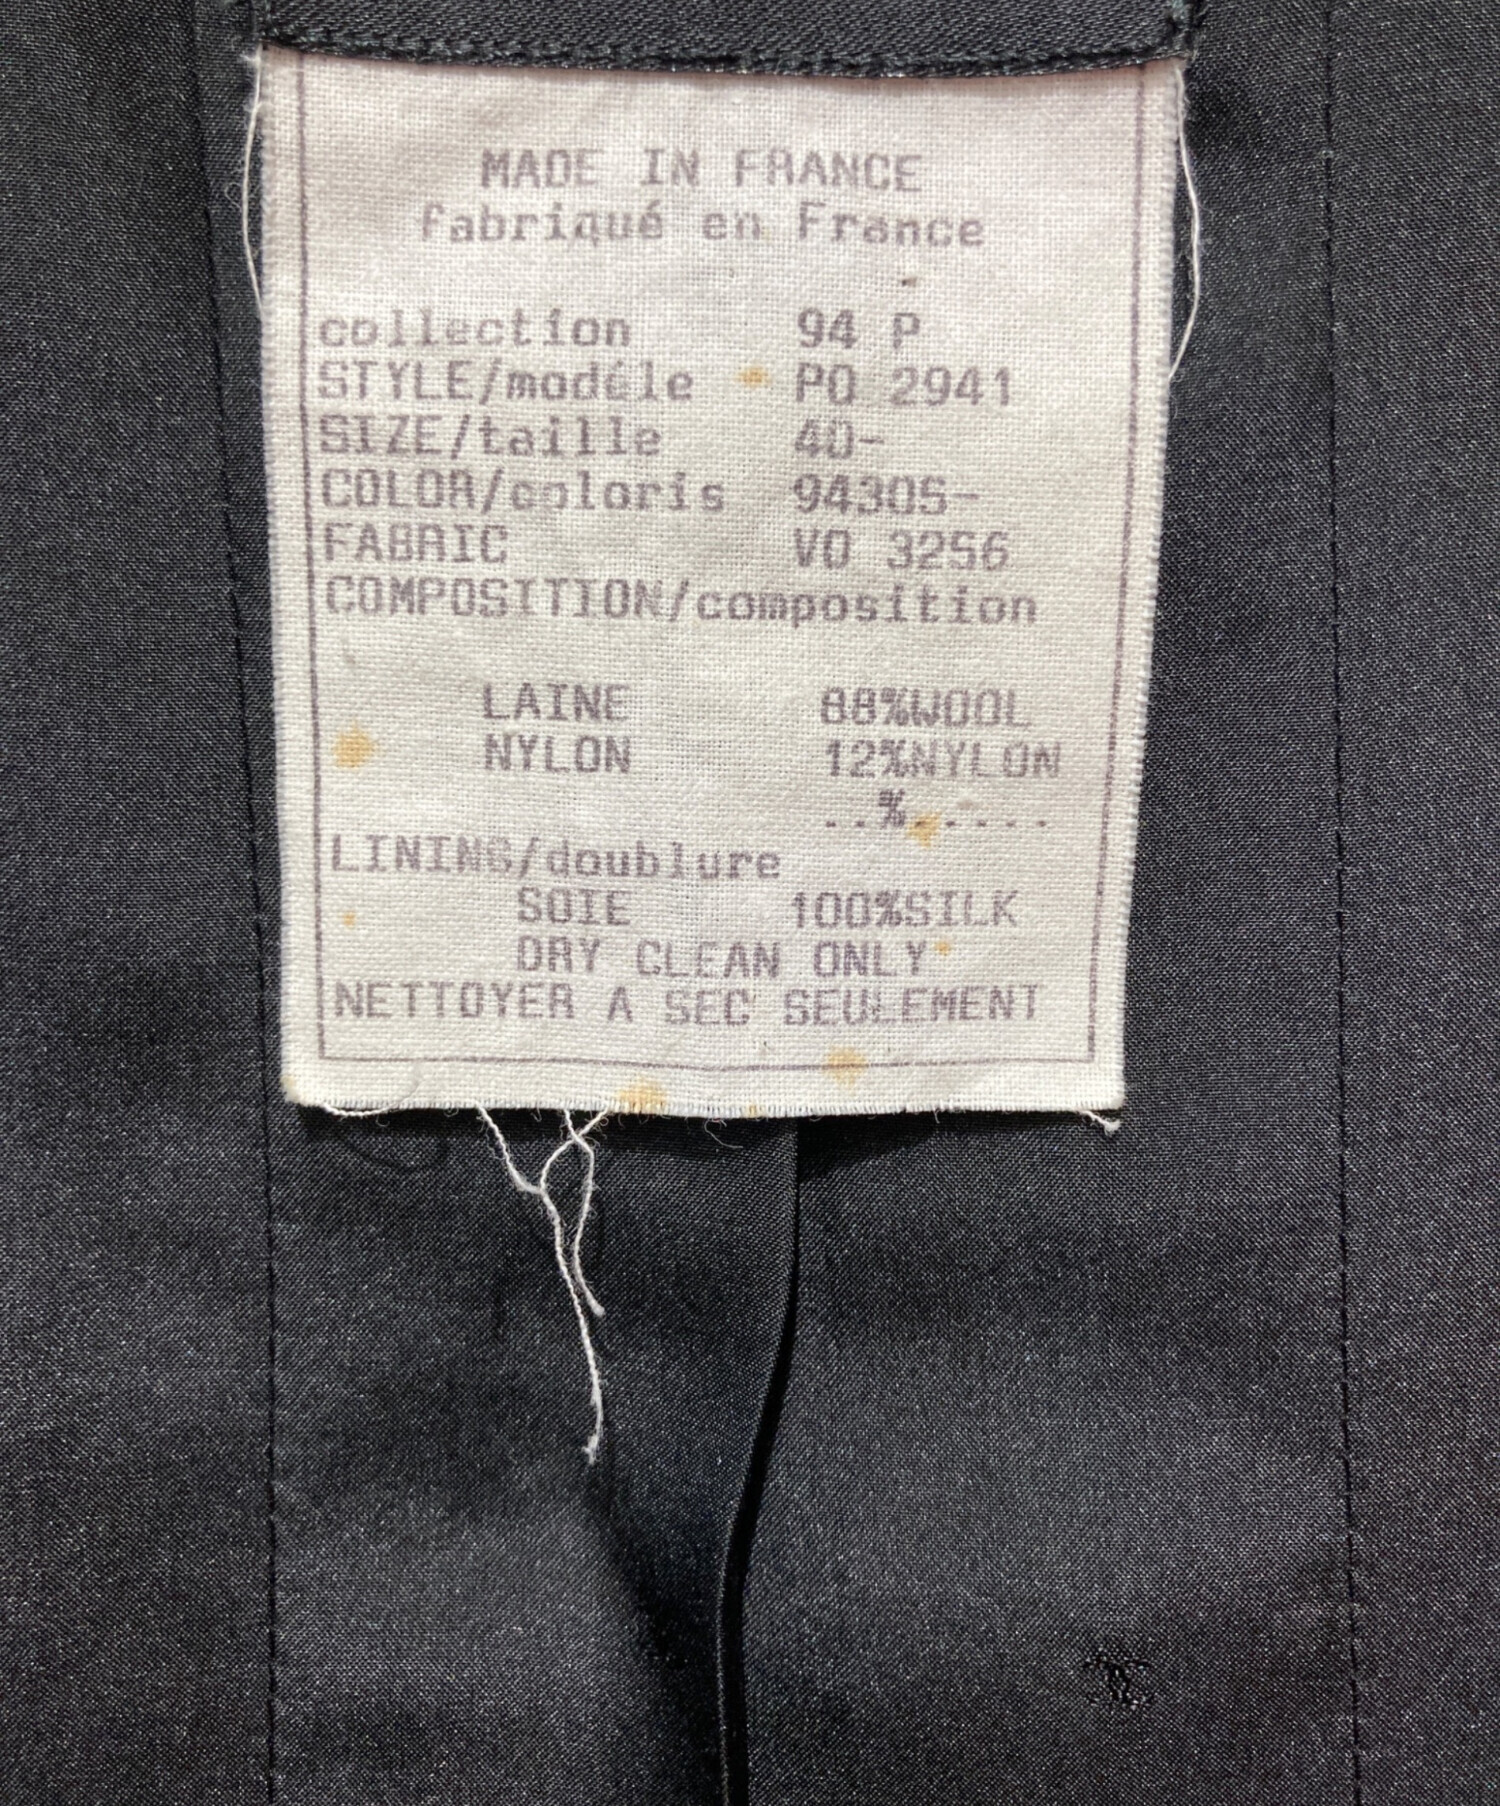 MADE IN FRANCE
fabriqué en France
collection 94 P
STYLE/modèle PO 2941
SIZE/taille 40-
COLOR/coloris 94305-
FABRIC VO 3256
COMPOSITION/composition
LAINE 88%WOOL
NYLON 12%NYLON
..%.....
LINING/doublure
SOIE 100%SILK
DRY CLEAN ONLY
NETTOYER A SEC SEULEMENT